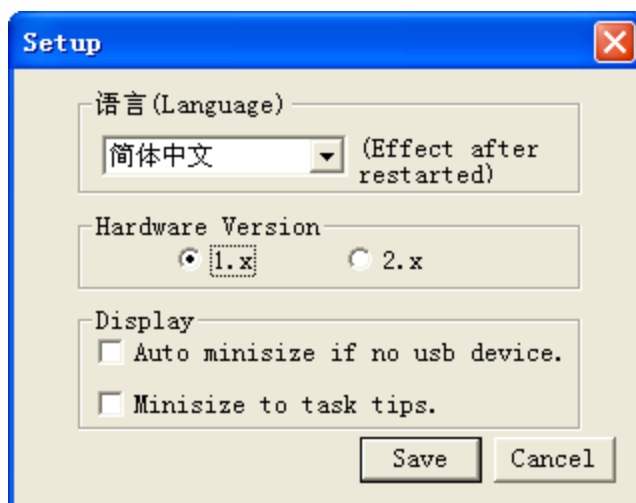 Setup
语言(Language)
简体中文
(Effect after
restarted)
Hardware Version
1.x 2.x
Display
Auto minisize if no usb device.
Minisize to task tips.
Save Cancel